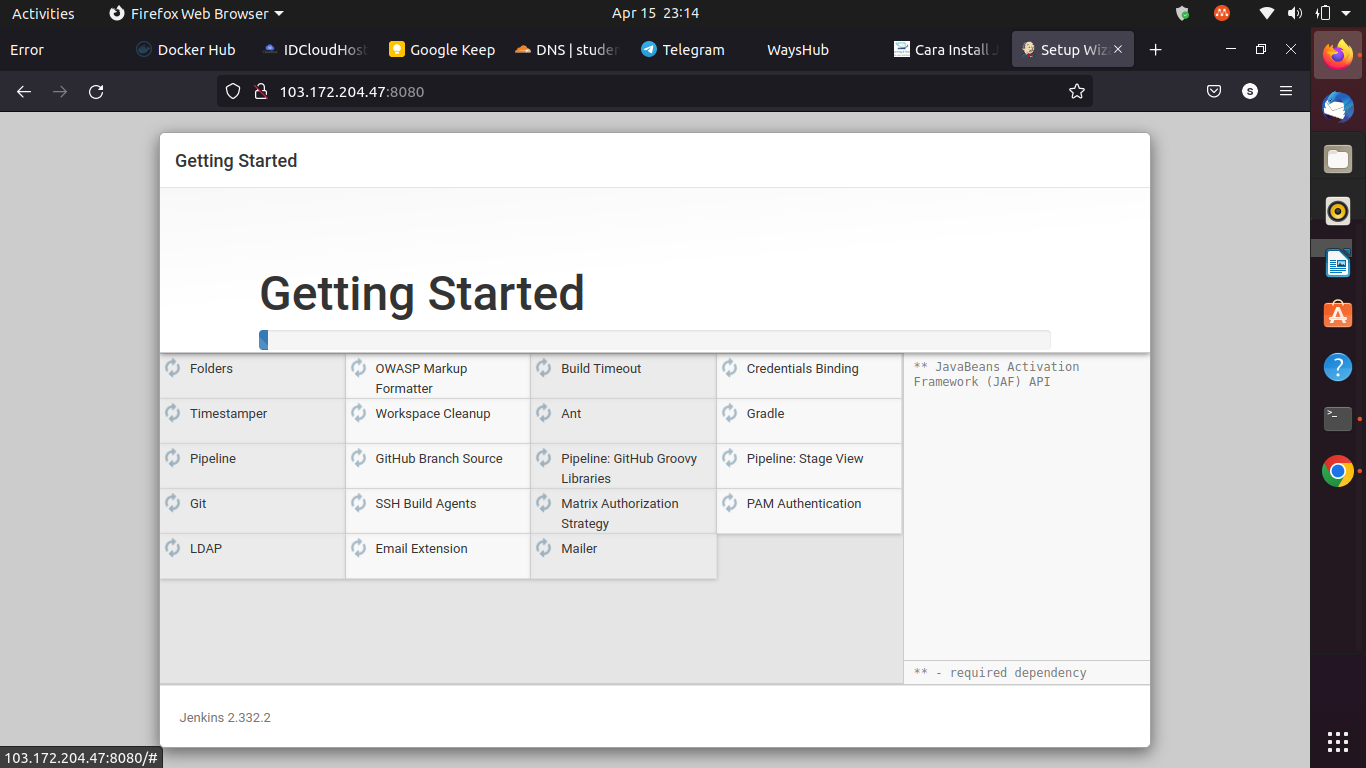 Activities Firefox Web Browser Apr 15 23:14
Error Docker Hub IDCloudHost Google Keep DNS | studer Telegram WaysHub Cara Install J Setup Wiz
103.172.204.47:8080 S
Getting Started
Getting Started
Folders OWASP Markup Formatter Build Timeout Credentials Binding
Timestamper Workspace Cleanup Ant Gradle
Pipeline GitHub Branch Source Pipeline: GitHub Groovy Libraries Pipeline: Stage View
Git SSH Build Agents Matrix Authorization Strategy PAM Authentication
LDAP Email Extension Mailer
** JavaBeans Activation
Framework (JAF) API
** - required dependency
Jenkins 2.332.2
103.172.204.47:8080/#